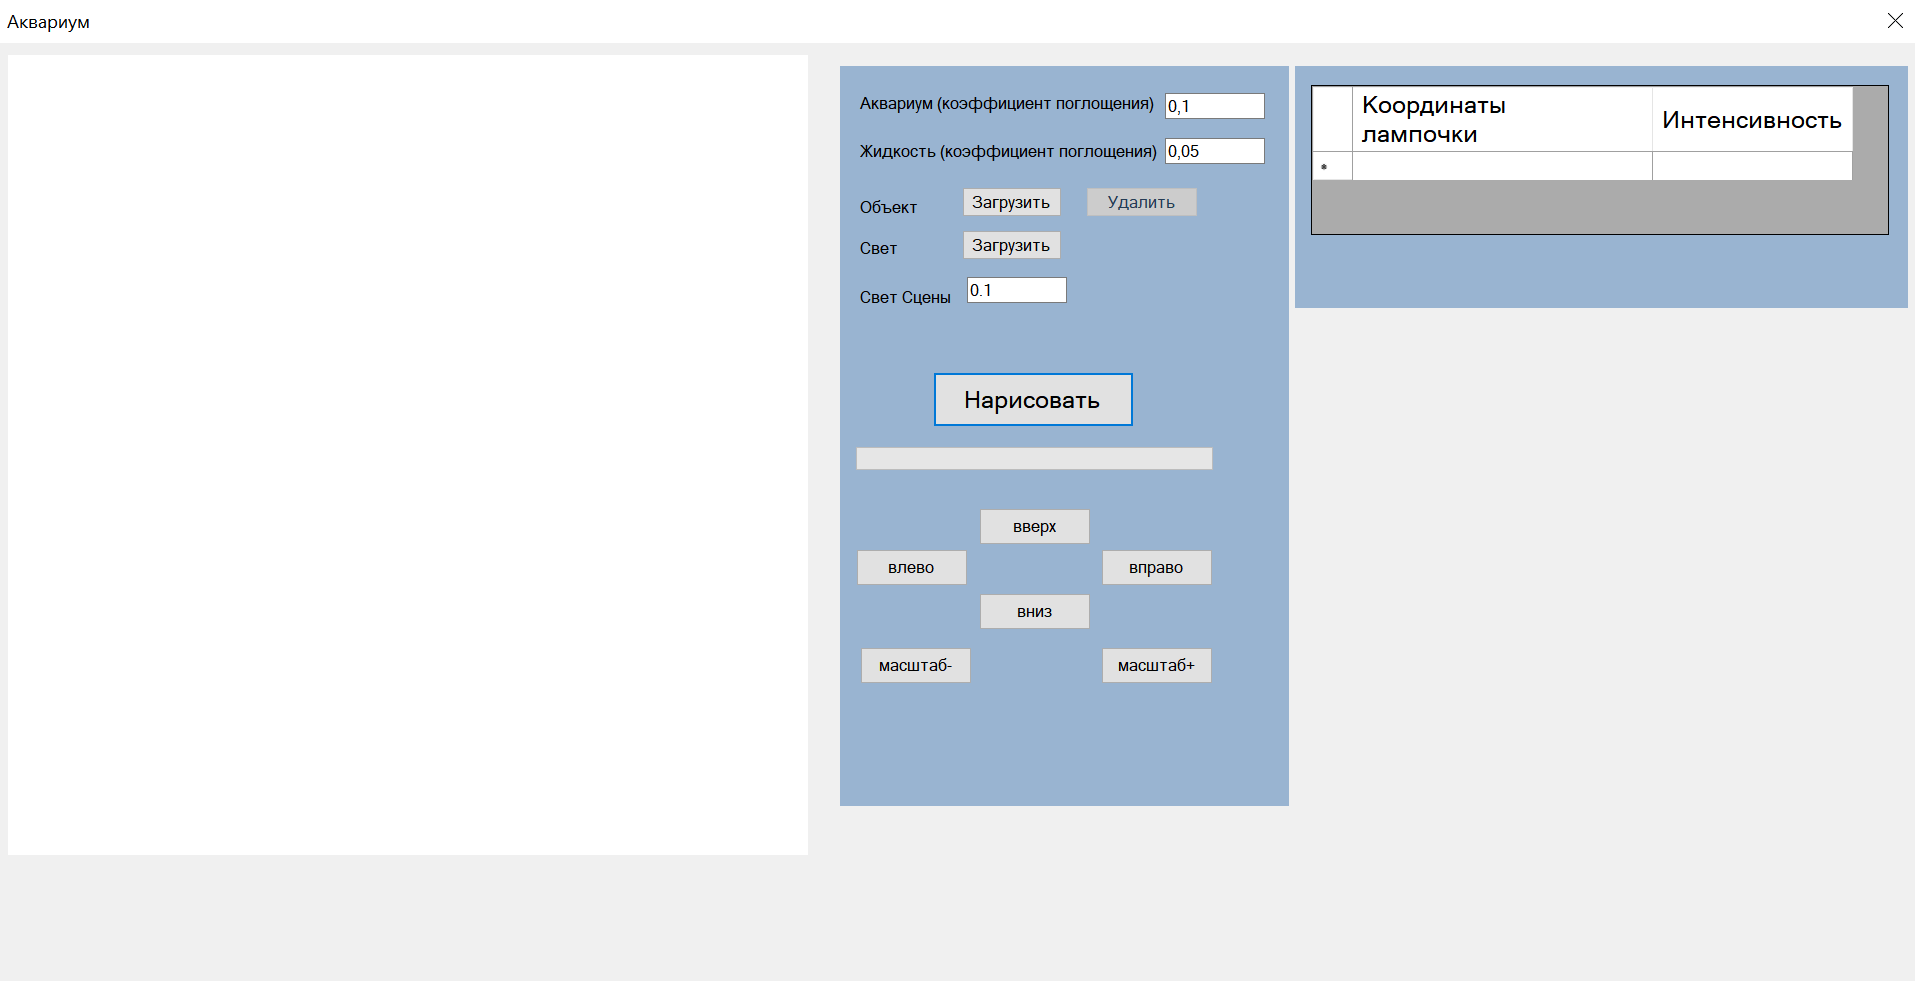 Аквариум
Аквариум (коэффициент поглощения) 0,1
Жидкость (коэффициент поглощения) 0,05
Объект Загрузить Удалить
Свет Загрузить
Свет Сцены 0.1
Нарисовать
вверх
влево вправо
вниз
масштаб- масштаб+
Координаты
лампочки
Интенсивность